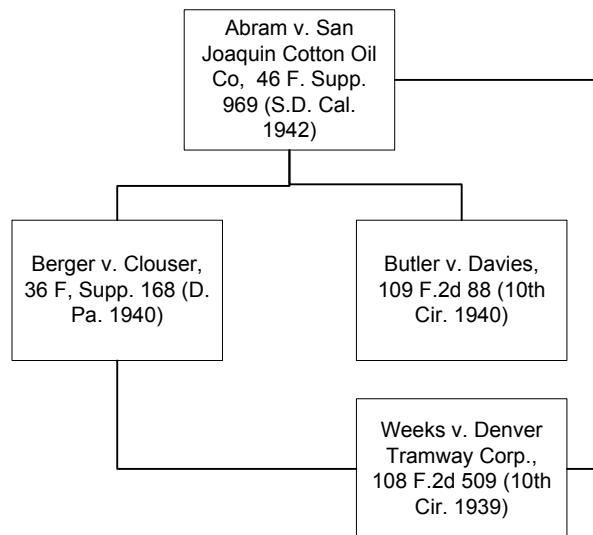 Abram v. San
Joaquin Cotton Oil
Co, 46 F. Supp.
969 (S.D. Cal.
1942)
Berger v. Clouser,
36 F, Supp. 168 (D.
Pa. 1940)
Butler v. Davies,
109 F.2d 88 (10th
Cir. 1940)
Weeks v. Denver
Tramway Corp.,
108 F.2d 509 (10th
Cir. 1939)